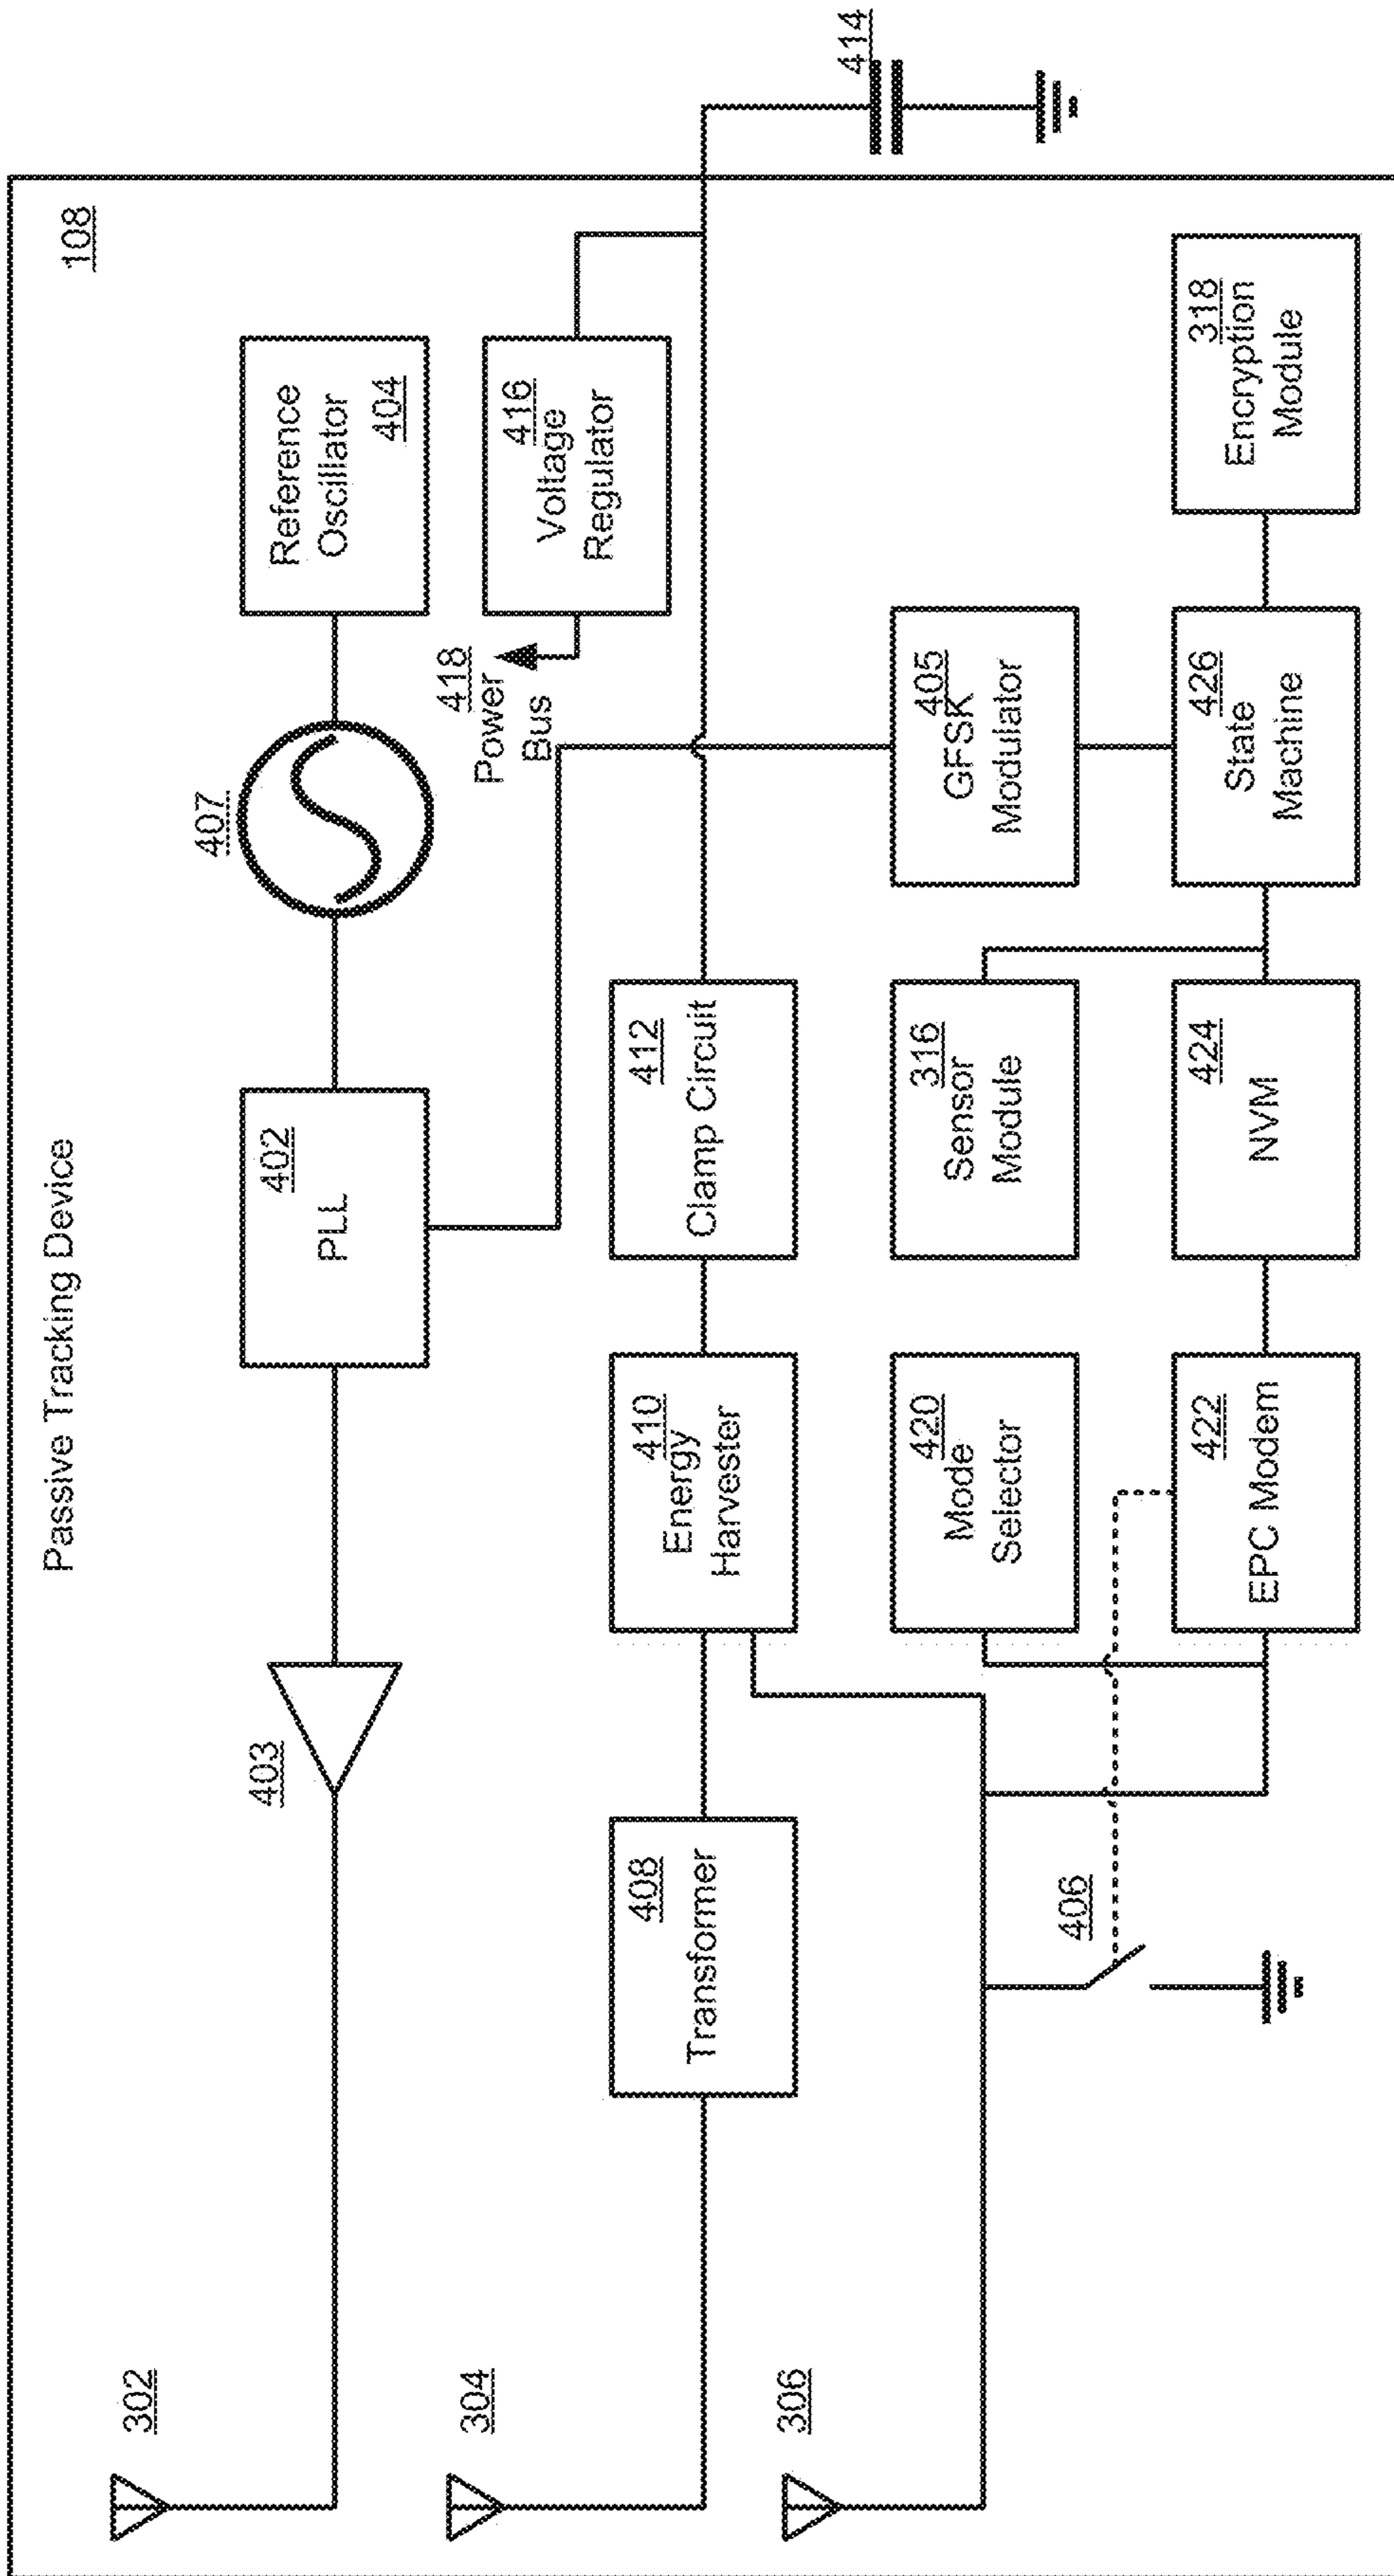 Passive Tracking Device
108
302
403
402
PLL
407
Reference
Oscillator
404
304
408
Transformer
410
Energy
Harvester
412
Clamp Circuit
418
Power
Bus
416
Voltage
Regulator
414
306
406
420
Mode
Selector
316
Sensor
Module
405
GFSK
Modulator
422
EPC Modem
424
NVM
426
State
Machine
318
Encryption
Module